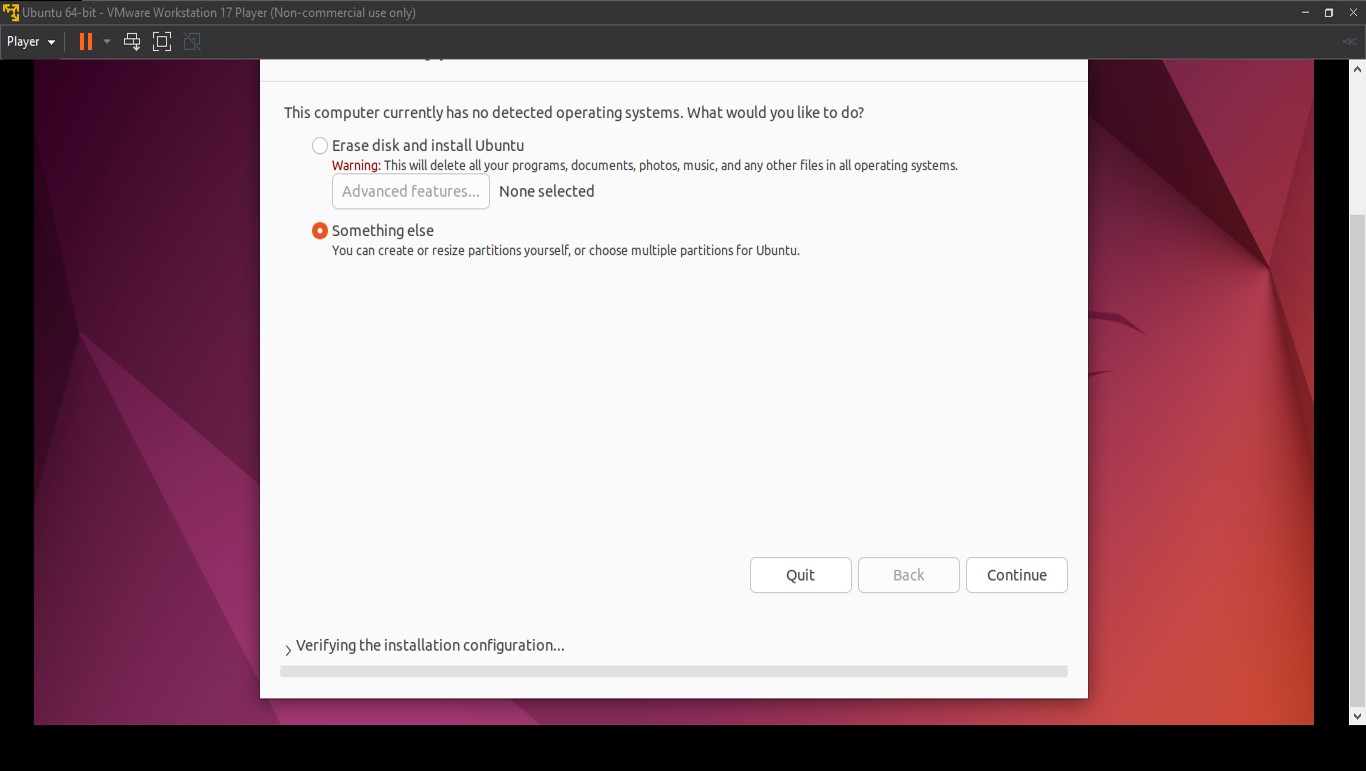 Ubuntu 64-bit - VMware Workstation 17 Player (Non-commercial use only)
Player
This computer currently has no detected operating systems. What would you like to do?
Erase disk and install Ubuntu
Warning: This will delete all your programs, documents, photos, music, and any other files in all operating systems.
Advanced features... None selected
Something else
You can create or resize partitions yourself, or choose multiple partitions for Ubuntu.
Quit Back Continue
Verifying the installation configuration...